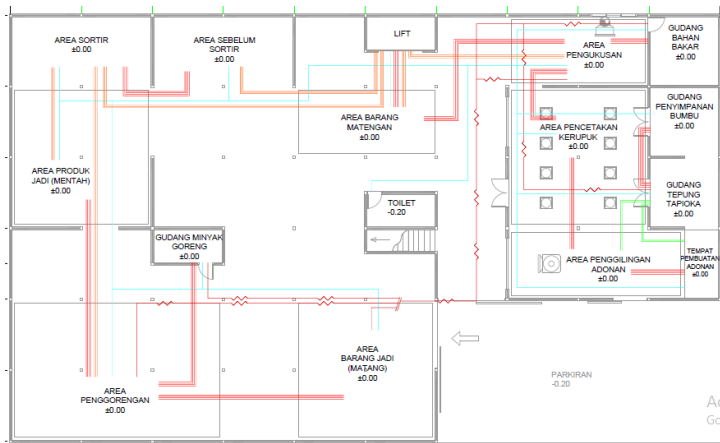 AREA SORTIR
±0.00
AREA SEBELUM
SORTIR
±0.00
LIFT
AREA
PENGUKUSAN
±0.00
GUDANG
BAHAN
BAKAR
±0.00
AREA BARANG
MATENGAN
±0.00
AREA PENCETAKAN
KERUPUK
±0.00
GUDANG
PENYIMPANAN
BUMBU
±0.00
AREA PRODUK
JADI (MENTAH)
±0.00
TOILET
-0.20
GUDANG
TEPUNG
TAPIOKA
±0.00
GUDANG MINYAK
GORENG
±0.00
AREA PENGGILINGAN
ADONAN
±0.00
TEMPAT
PEMBUATAN
ADONAN
±0.00
AREA
BARANG JADI
(MATANG)
±0.00
AREA
PENGGORENGAN
±0.00
PARKIRAN
-0.20
Ac
Go